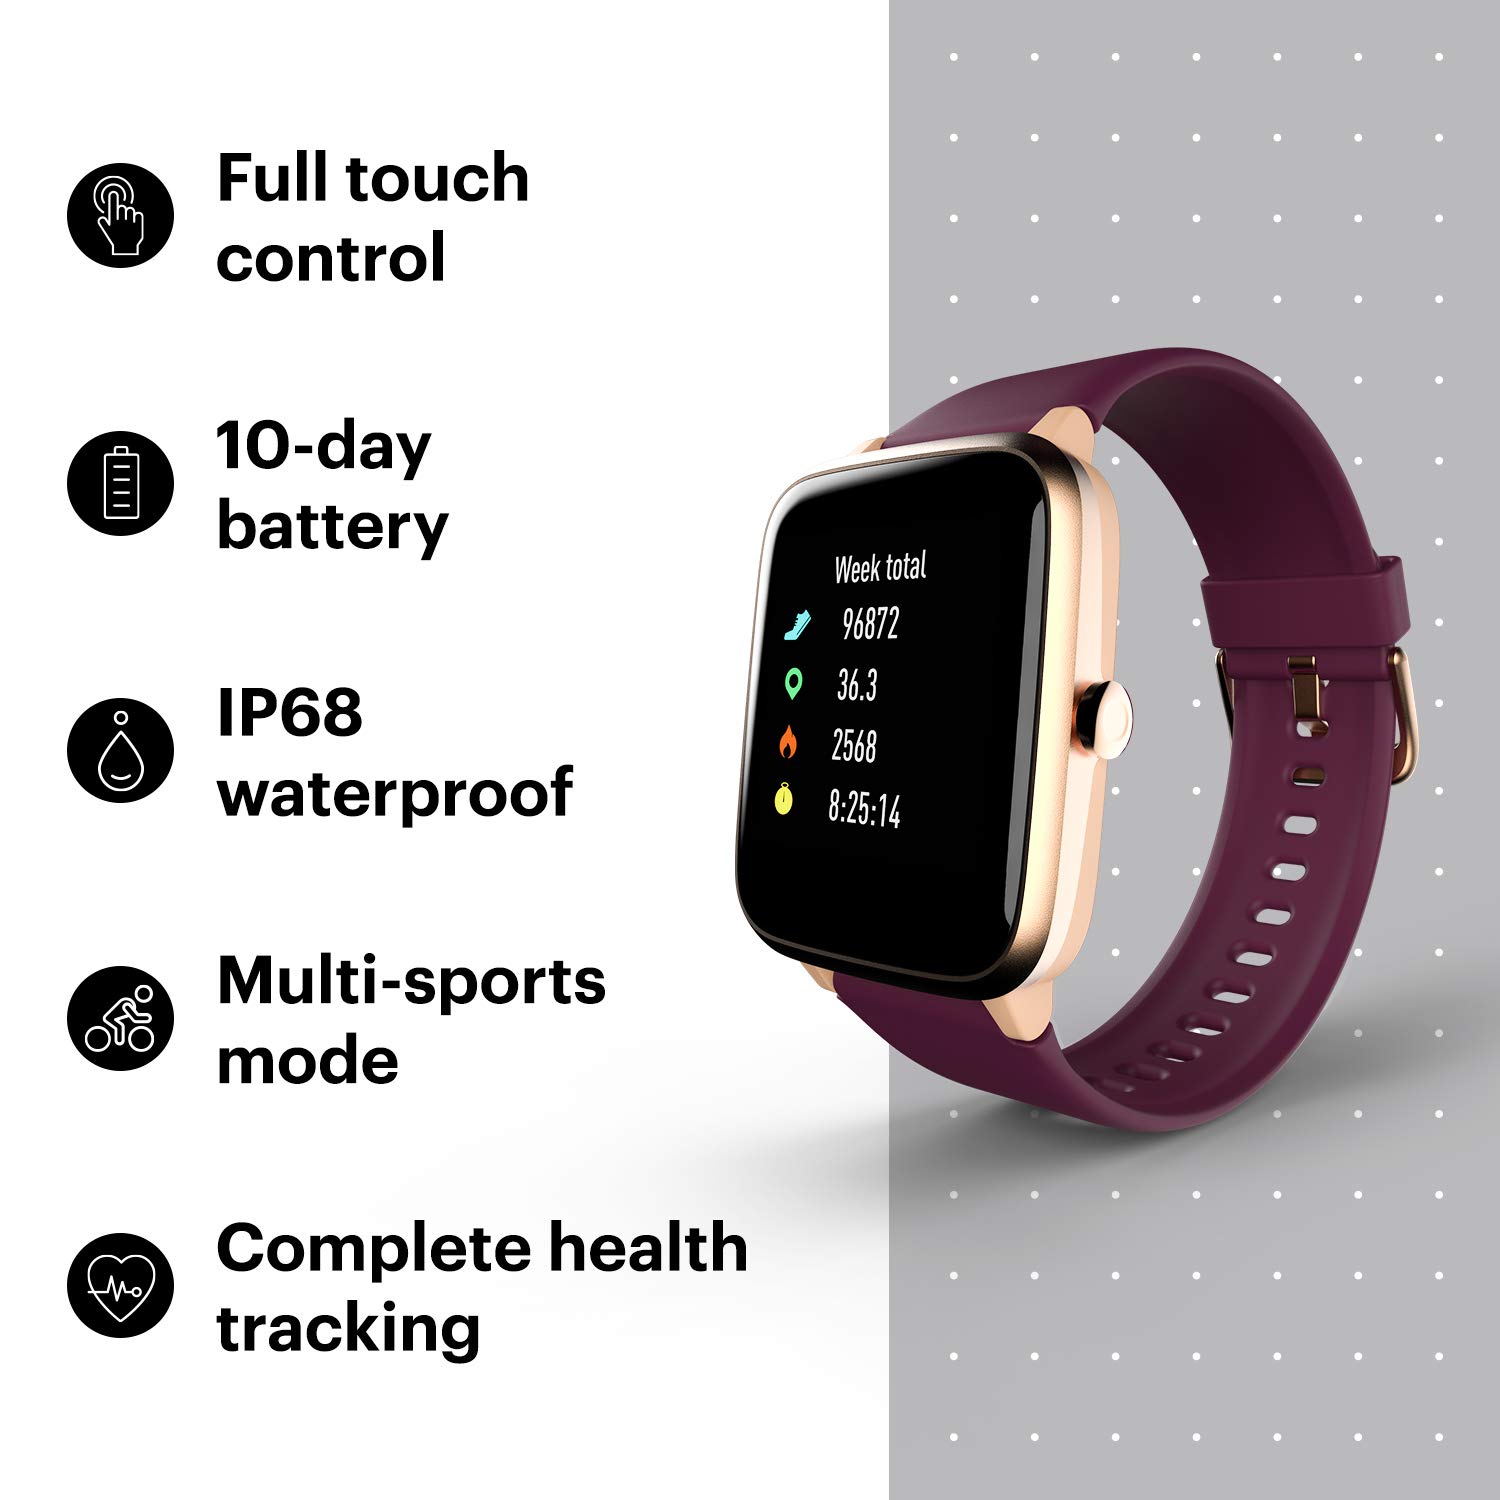 Full touch
control
10-day
battery
IP68
waterproof
Multi-sports
mode
Complete health
tracking
Week total
96872
36.3
2568
8:25:14